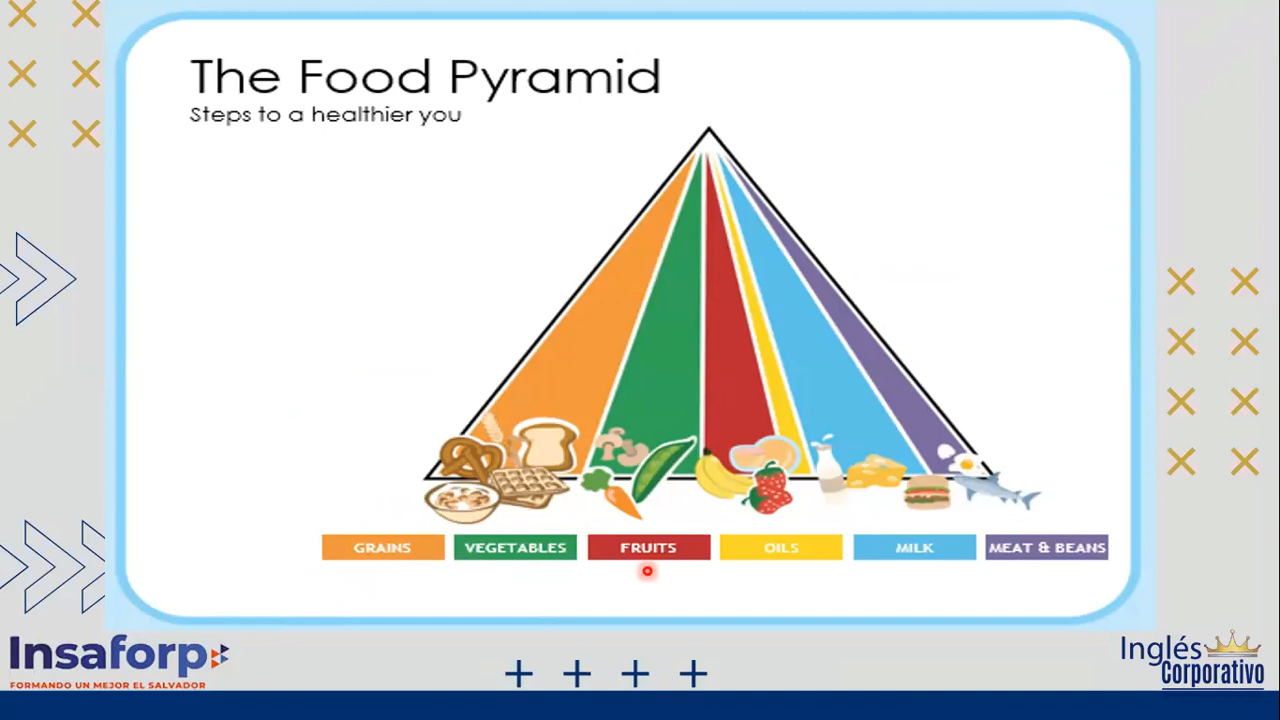 The Food Pyramid
Steps to a healthier you
GRAINS
VEGETABLES
FRUITS
OILS
MILK
MEAT & BEANS
Insaforp
FORMANDO UN MEJOR EL SALVADOR
Inglés
Corporativo